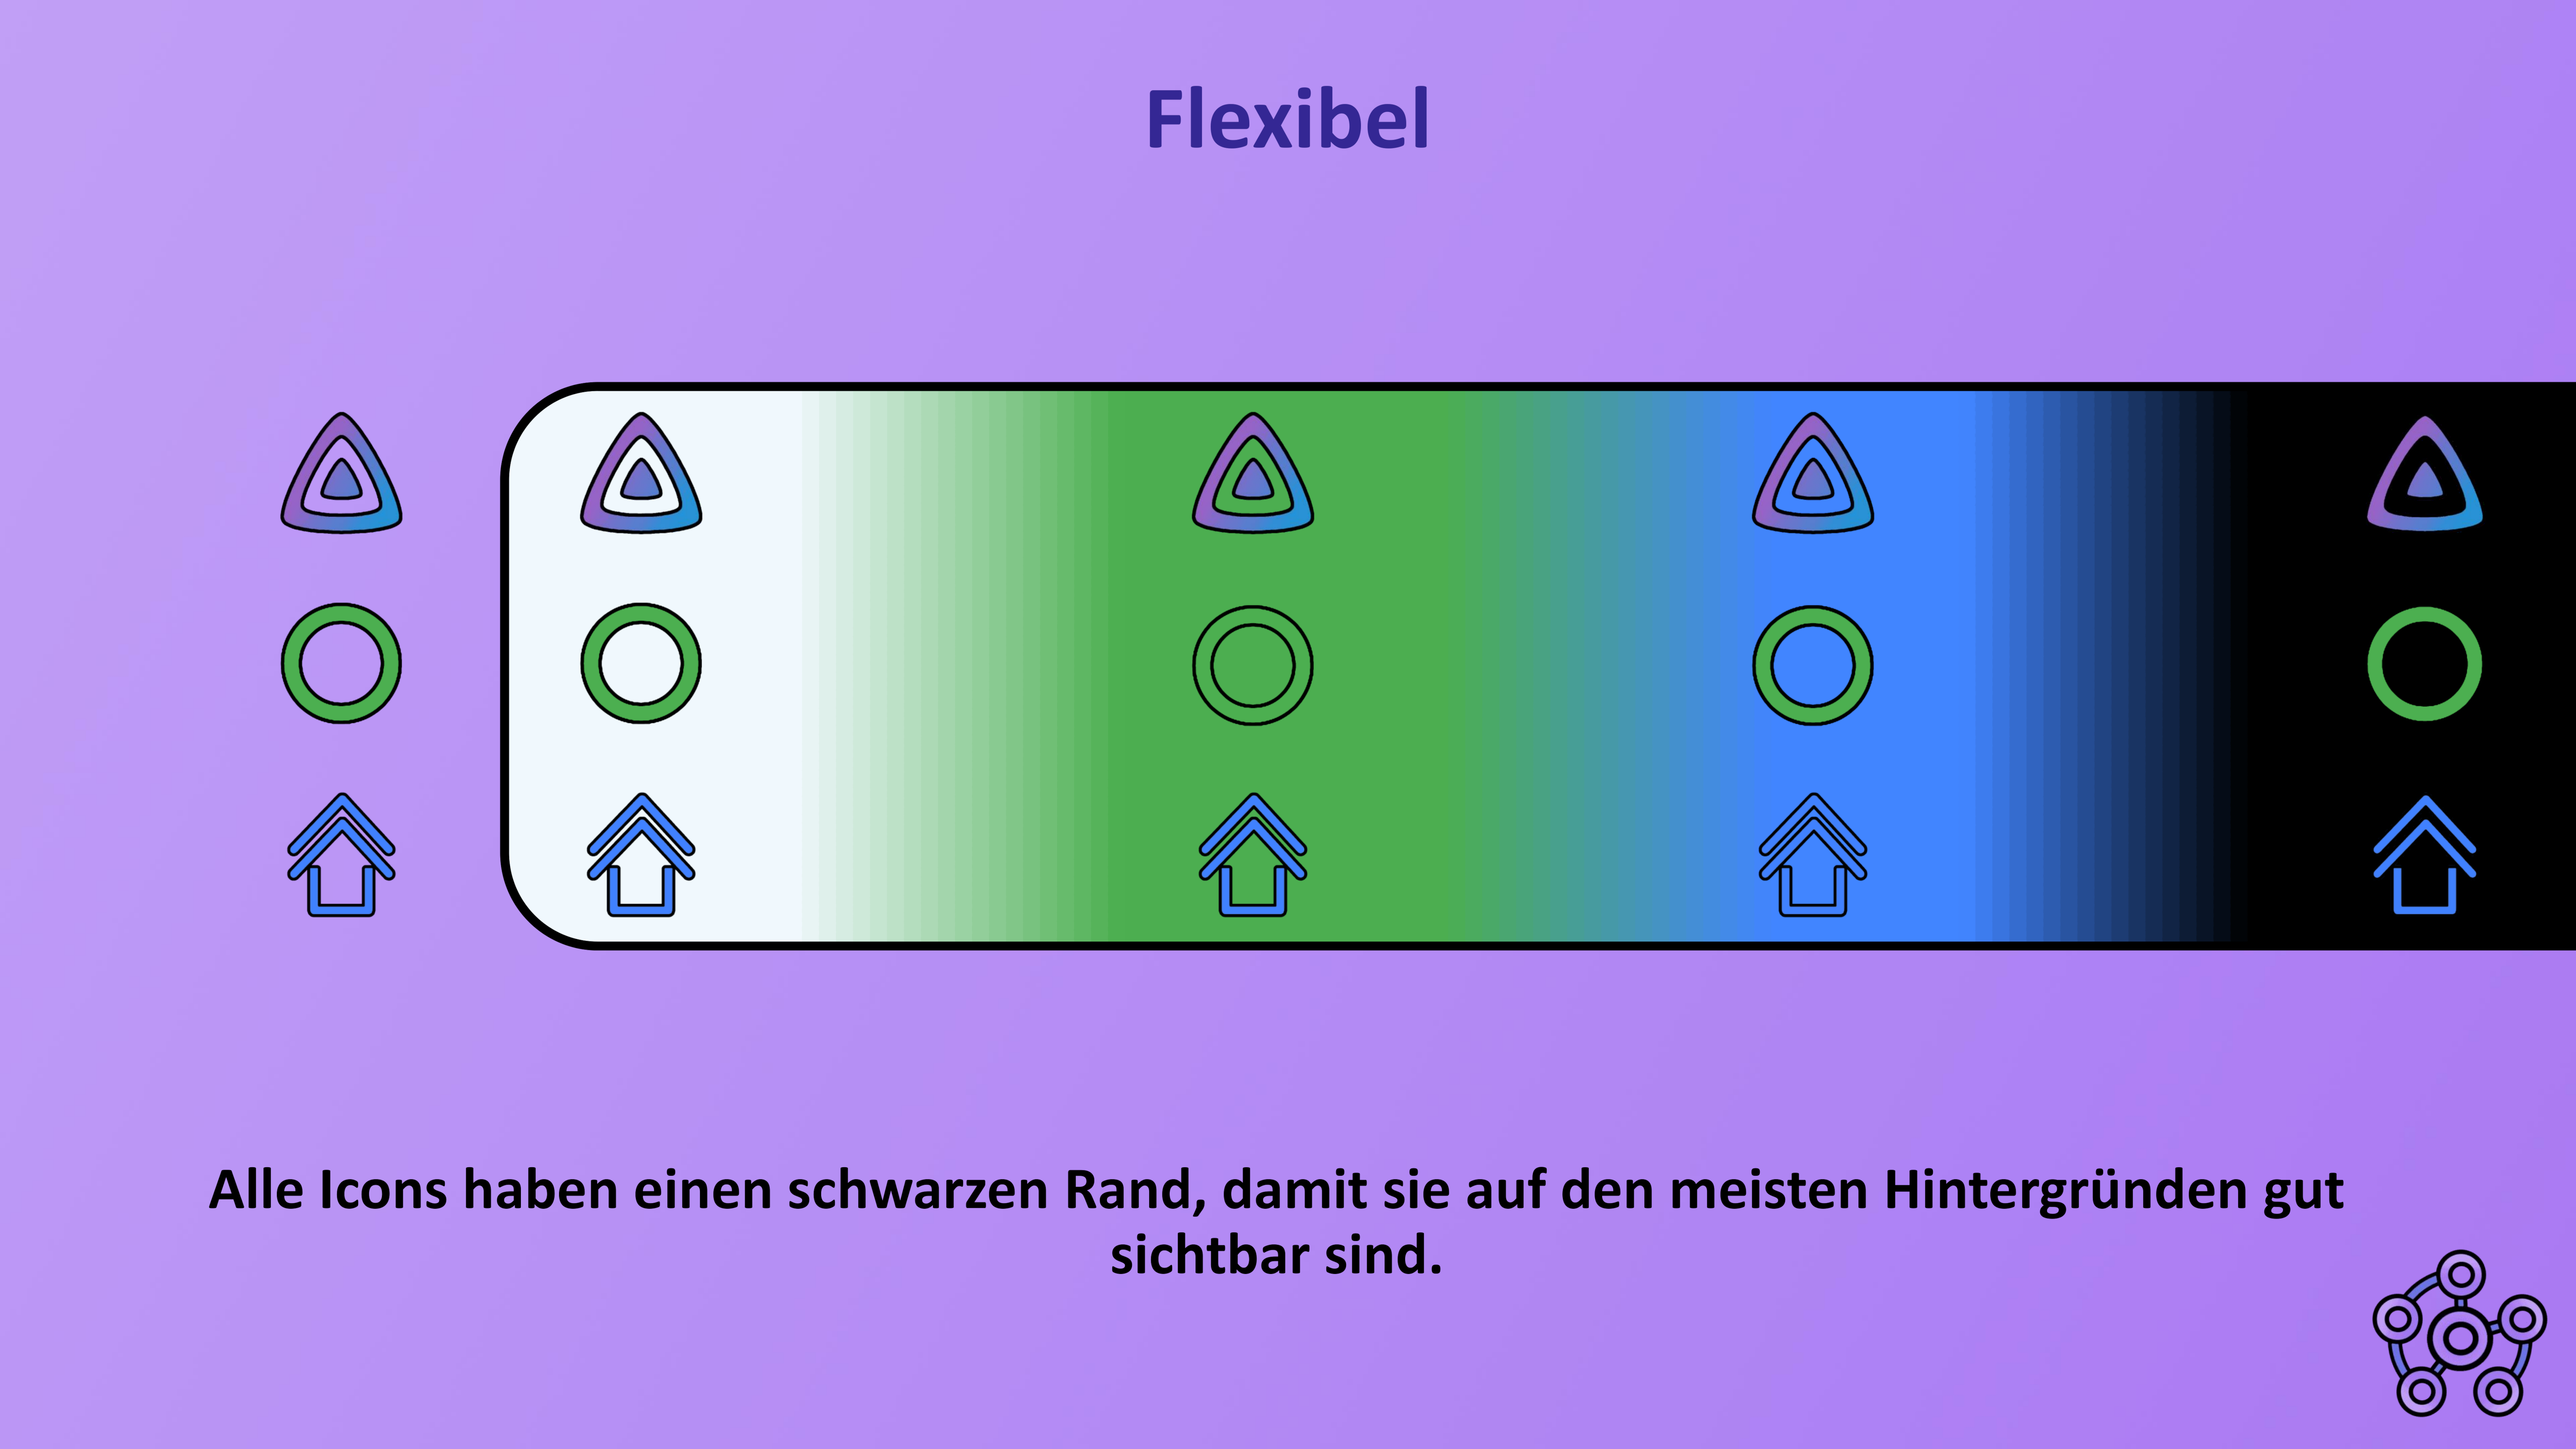 Flexibel
Alle Icons haben einen schwarzen Rand, damit sie auf den meisten Hintergründen gut
sichtbar sind.